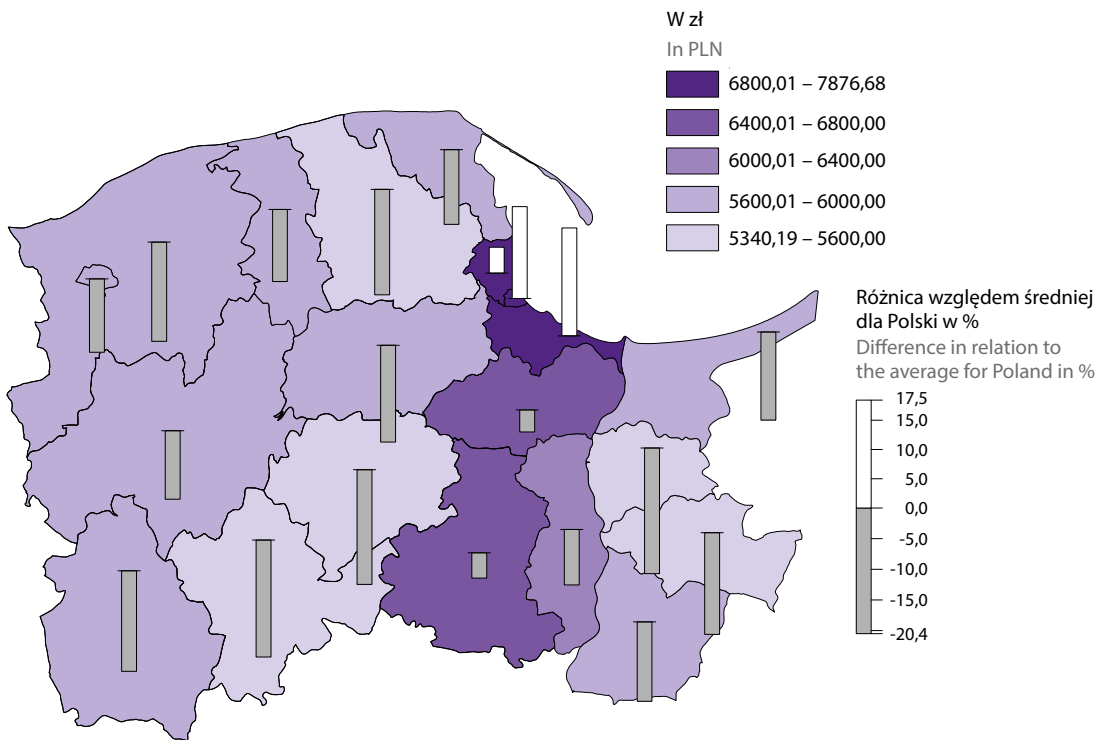 W zł
In PLN
6800,01 – 7876,68
6400,01 – 6800,00
6000,01 – 6400,00
5600,01 – 6000,00
5340,19 – 5600,00
Różnica względem średniej
dla Polski w %
Difference in relation to
the average for Poland in %
17,5
15,0
10,0
5,0
0,0
-5,0
-10,0
-15,0
-20,4